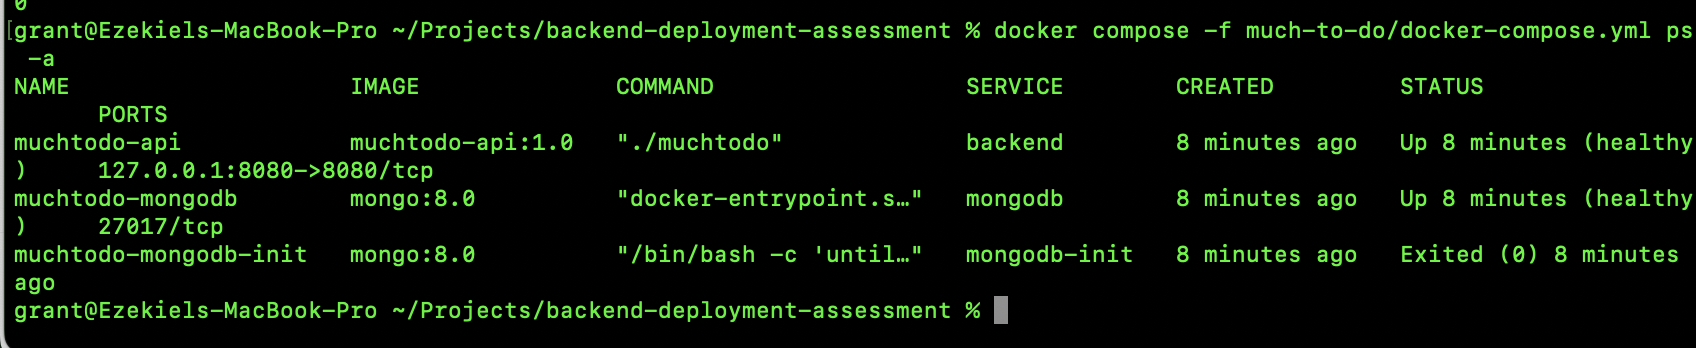 0
[grant@Ezekiels-MacBook-Pro ~/Projects/backend-deployment-assessment % docker compose -f much-to-do/docker-compose.yml ps
 -a
NAME                    IMAGE              COMMAND                  SERVICE        CREATED         STATUS
      PORTS
muchtodo-api            muchtodo-api:1.0   "./muchtodo"             backend        8 minutes ago   Up 8 minutes (healthy
)     127.0.0.1:8080->8080/tcp
muchtodo-mongodb        mongo:8.0          "docker-entrypoint.s…"   mongodb        8 minutes ago   Up 8 minutes (healthy
)     27017/tcp
muchtodo-mongodb-init   mongo:8.0          "/bin/bash -c 'until…"   mongodb-init   8 minutes ago   Exited (0) 8 minutes
ago
grant@Ezekiels-MacBook-Pro ~/Projects/backend-deployment-assessment %